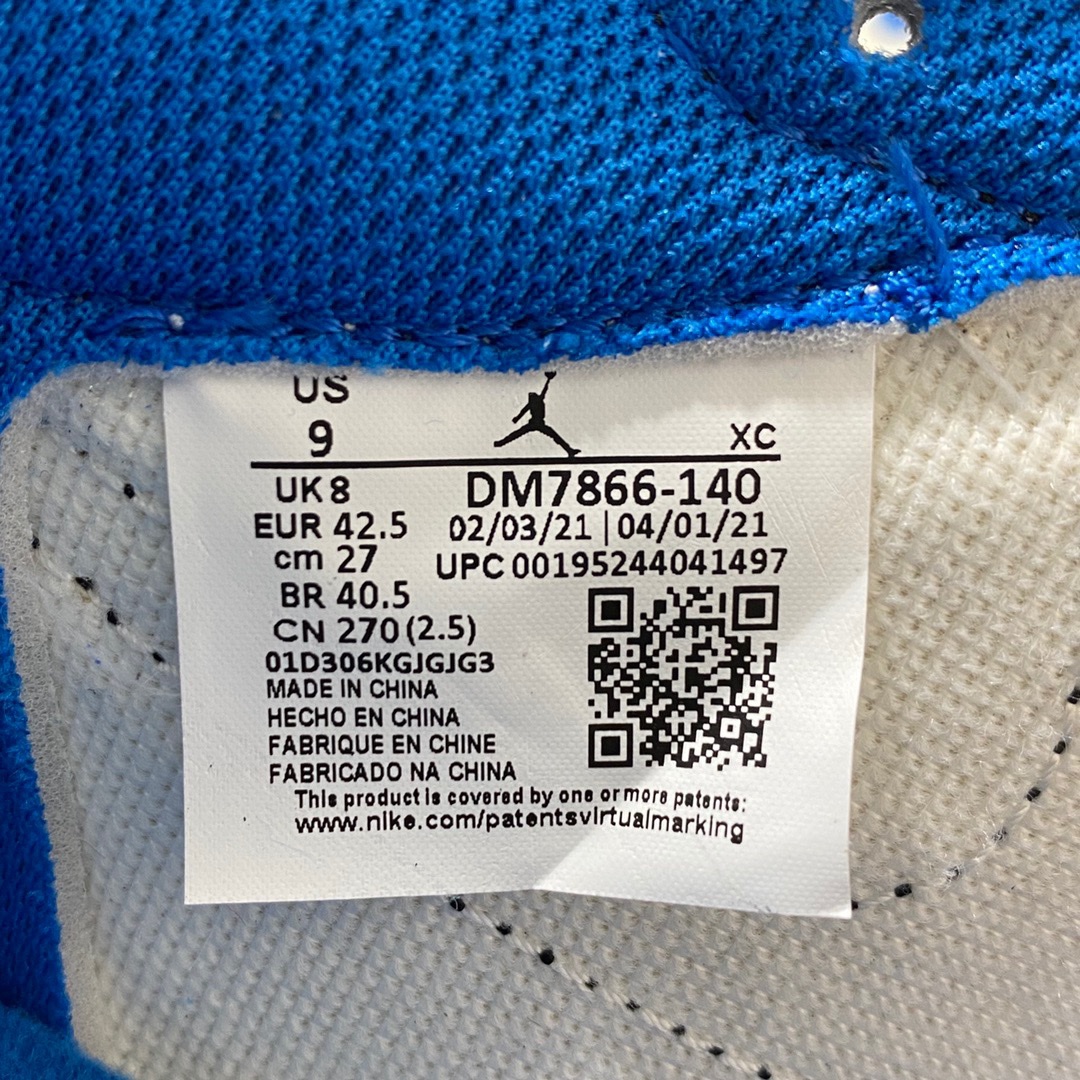 US
9
XC
UK 8
DM7866-140
EUR 42.5
02/03/21 | 04/01/21
cm 27
UPC 00195244041497
BR 40.5
CN 270 (2.5)
01D306KGJGJG3
MADE IN CHINA
HECHO EN CHINA
FABRIQUE EN CHINE
FABRICADO NA CHINA
This product is covered by one or more patents:
www.nike.com/patentsvirtualmarking